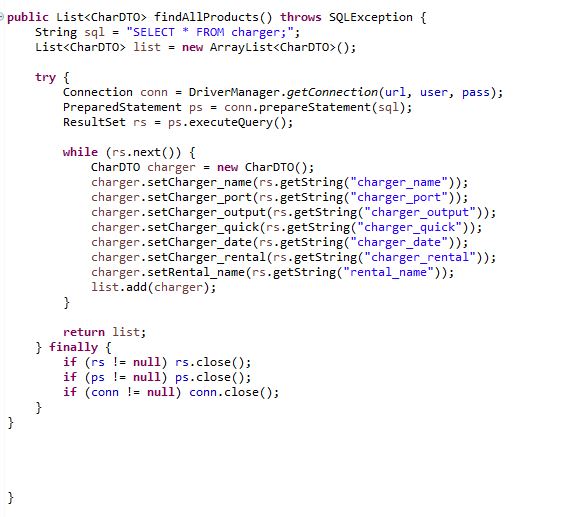 public List<CharDTO> findAllProducts() throws SQLException {
    String sql = "SELECT * FROM charger;";
    List<CharDTO> list = new ArrayList<CharDTO>();

    try {
        Connection conn = DriverManager.getConnection(url, user, pass);
        PreparedStatement ps = conn.prepareStatement(sql);
        ResultSet rs = ps.executeQuery();

        while (rs.next()) {
            CharDTO charger = new CharDTO();
            charger.setCharger_name(rs.getString("charger_name"));
            charger.setCharger_port(rs.getString("charger_port"));
            charger.setCharger_output(rs.getString("charger_output"));
            charger.setCharger_quick(rs.getString("charger_quick"));
            charger.setCharger_date(rs.getString("charger_date"));
            charger.setCharger_rental(rs.getString("charger_rental"));
            charger.setRental_name(rs.getString("rental_name"));
            list.add(charger);
        }

        return list;
    } finally {
        if (rs != null) rs.close();
        if (ps != null) ps.close();
        if (conn != null) conn.close();
    }
}

}